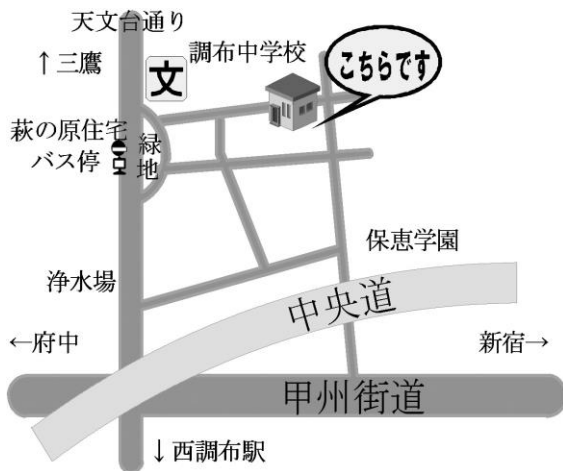 天文台通り
↑三鷹
文
調布中学校
こちらです
萩の原住宅
バス停
緑地
保恵学園
浄水場
中央道
←府中
新宿→
甲州街道
↓西調布駅